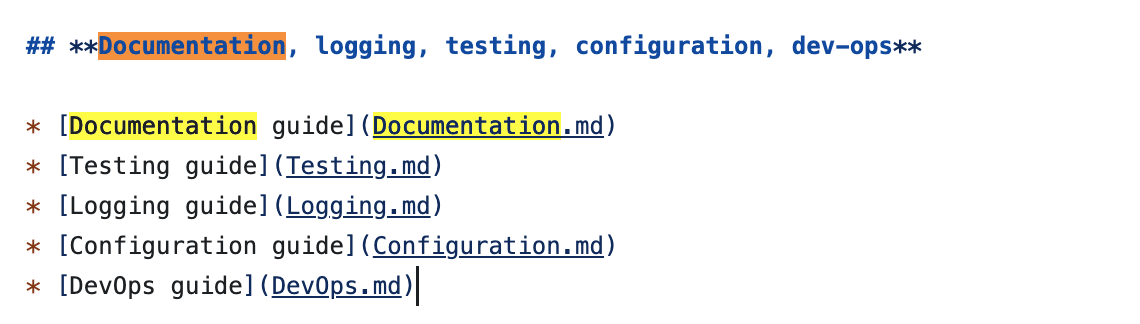 ## **Documentation, logging, testing, configuration, dev-ops**
* [Documentation guide](Documentation.md)
* [Testing guide](Testing.md)
* [Logging guide](Logging.md)
* [Configuration guide](Configuration.md)
* [DevOps guide](DevOps.md)